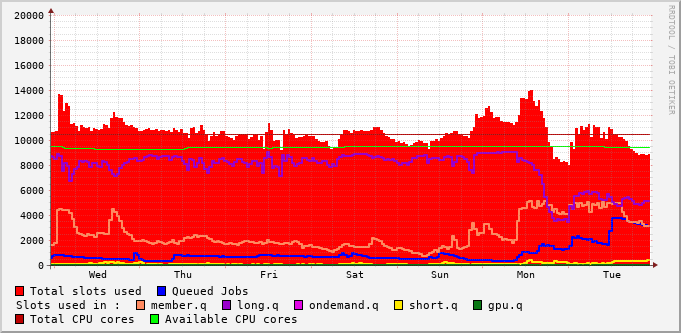 20000
18000
16000
14000
12000
10000
8000
6000
4000
2000
0
Wed Thu Fri Sat Sun Mon Tue
RRDTOOL / TOBI OETIKER
Total slots used Queued Jobs
Slots used in : member.q long.q ondemand.q short.q gpu.q
Total CPU cores Available CPU cores